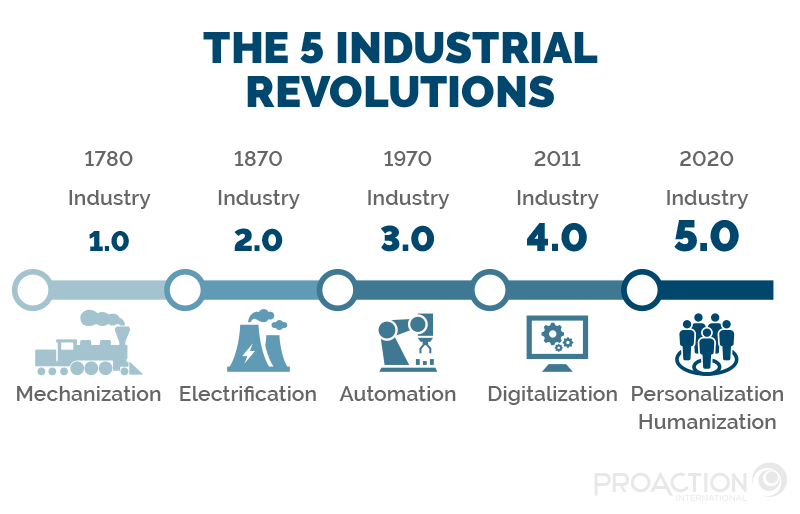 THE 5 INDUSTRIAL
REVOLUTIONS
1780
Industry
1.0
Mechanization
1870
Industry
2.0
Electrification
1970
Industry
3.0
Automation
2011
Industry
4.0
Digitalization
2020
Industry
5.0
Personalization
Humanization
PROACTION
INTERNATIONAL